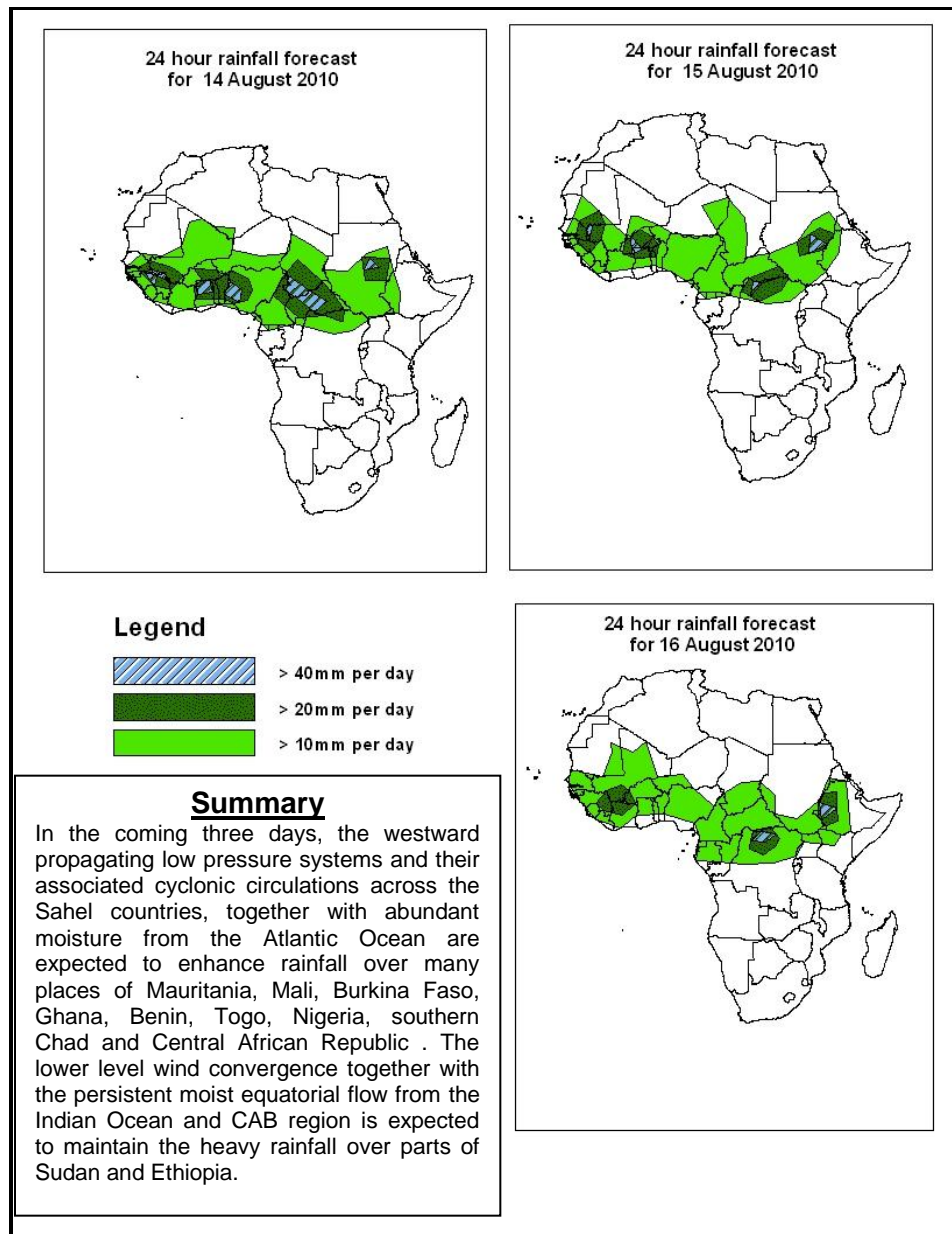 24 hour rainfall forecast
for 14 August 2010
24 hour rainfall forecast
for 15 August 2010
Legend
> 40mm per day
> 20mm per day
> 10mm per day
24 hour rainfall forecast
for 16 August 2010
Summary
In the coming three days, the westward
propagating low pressure systems and their
associated cyclonic circulations across the
Sahel countries, together with abundant
moisture from the Atlantic Ocean are
expected to enhance rainfall over many
places of Mauritania, Mali, Burkina Faso,
Ghana, Benin, Togo, Nigeria, southern
Chad and Central African Republic . The
lower level wind convergence together with
the persistent moist equatorial flow from the
Indian Ocean and CAB region is expected
to maintain the heavy rainfall over parts of
Sudan and Ethiopia.